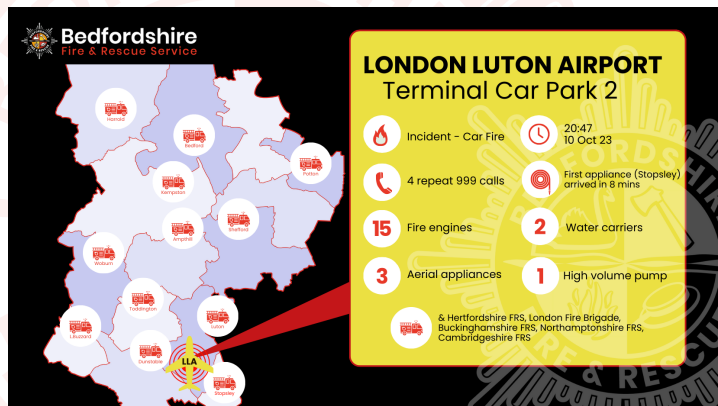 Bedfordshire
Fire & Rescue Service
LONDON LUTON AIRPORT
Terminal Car Park 2
Incident - Car Fire
20:47
10 Oct 23
4 repeat 999 calls
First appliance (Stopsley)
arrived in 8 mins
15 Fire engines
2 Water carriers
3 Aerial appliances
1 High volume pump
& Hertfordshire FRS, London Fire Brigade,
Buckinghamshire FRS, Northamptonshire FRS,
Cambridgeshire FRS
Harrold
Bedford
Potton
Kempston
Shefford
Ampthill
Woburn
Toddington
Luton
L.Buzzard
Dunstable
LLA
Stopsley